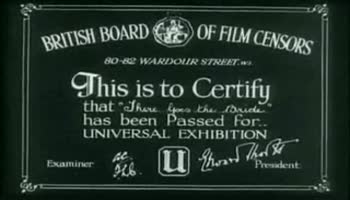 BRITISH BOARD OF FILM CENSORS
80-82 WARDOUR STREET. W.1.
This is to Certify
that "There Goes the Bride"
has been Passed for..
UNIVERSAL EXHIBITION
Examiner
U
President.